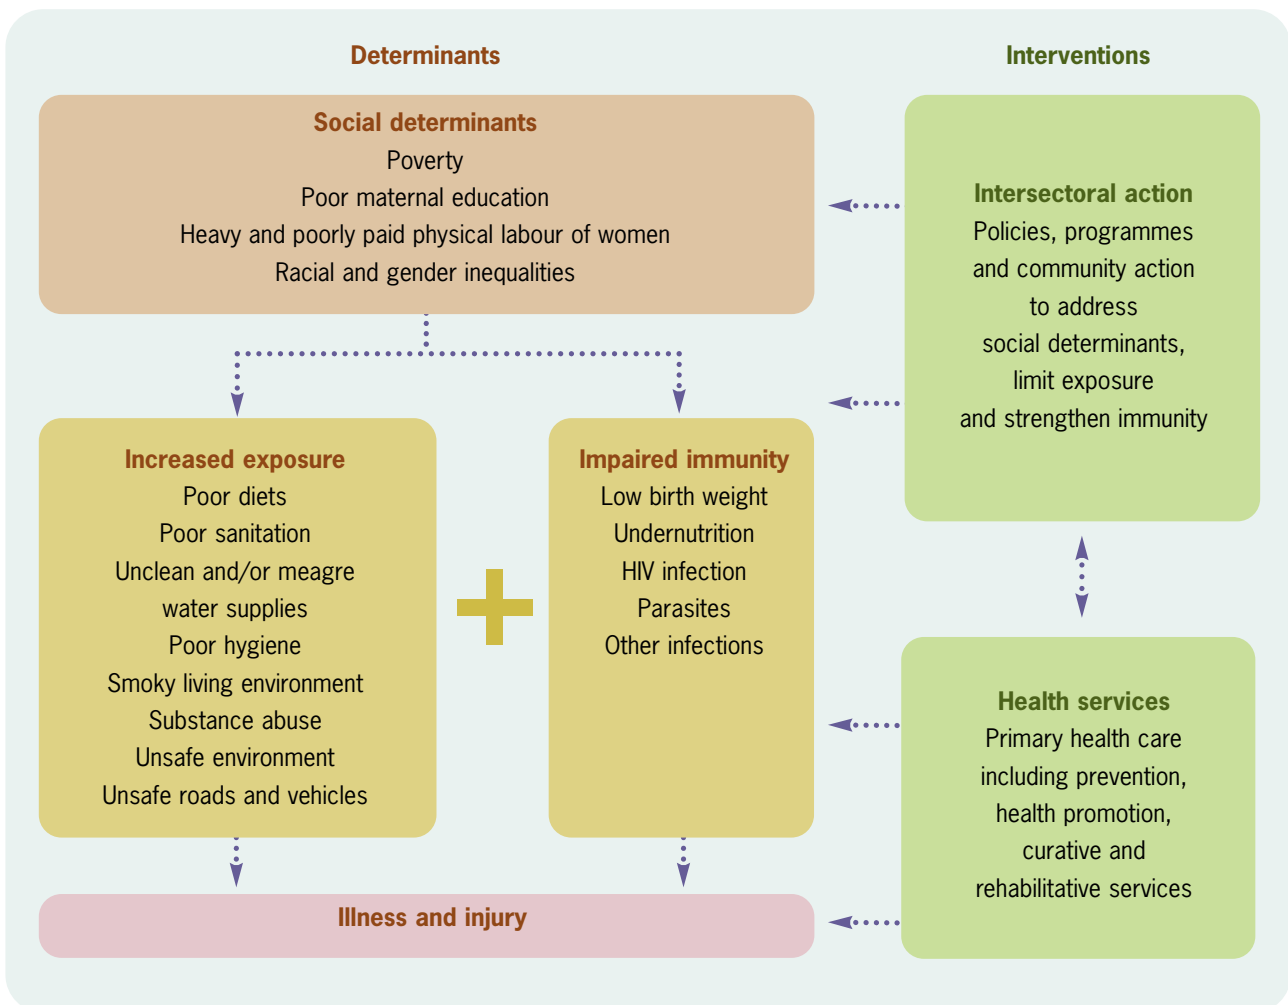 Determinants
Interventions
Social determinants
Poverty
Poor maternal education
Heavy and poorly paid physical labour of women
Racial and gender inequalities
Intersectoral action
Policies, programmes
and community action
to address
social determinants,
limit exposure
and strengthen immunity
Increased exposure
Poor diets
Poor sanitation
Unclean and/or meagre
water supplies
Poor hygiene
Smoky living environment
Substance abuse
Unsafe environment
Unsafe roads and vehicles
Impaired immunity
Low birth weight
Undernutrition
HIV infection
Parasites
Other infections
Health services
Primary health care
including prevention,
health promotion,
curative and
rehabilitative services
Illness and injury